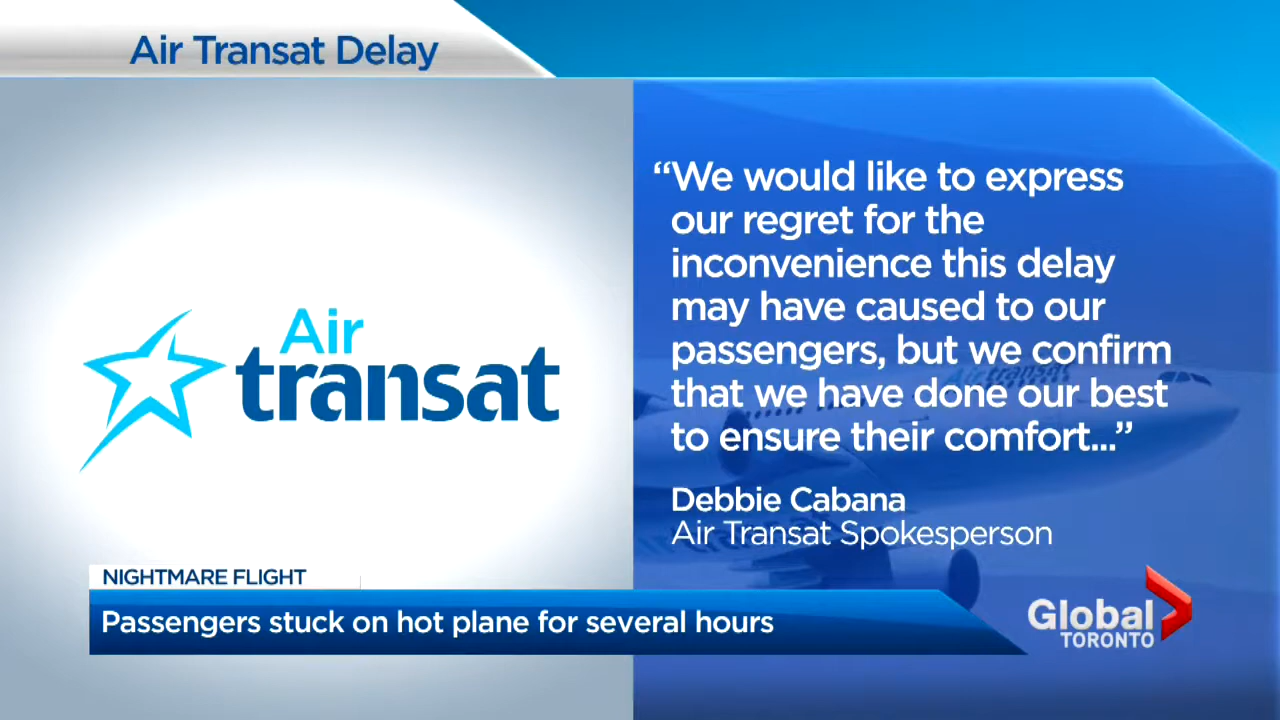 Air Transat Delay
Air
transat
“We would like to express
our regret for the
inconvenience this delay
may have caused to our
passengers, but we confirm
that we have done our best
to ensure their comfort...”
Debbie Cabana
Air Transat Spokesperson
Air transat
NIGHTMARE FLIGHT
Passengers stuck on hot plane for several hours
Global
TORONTO